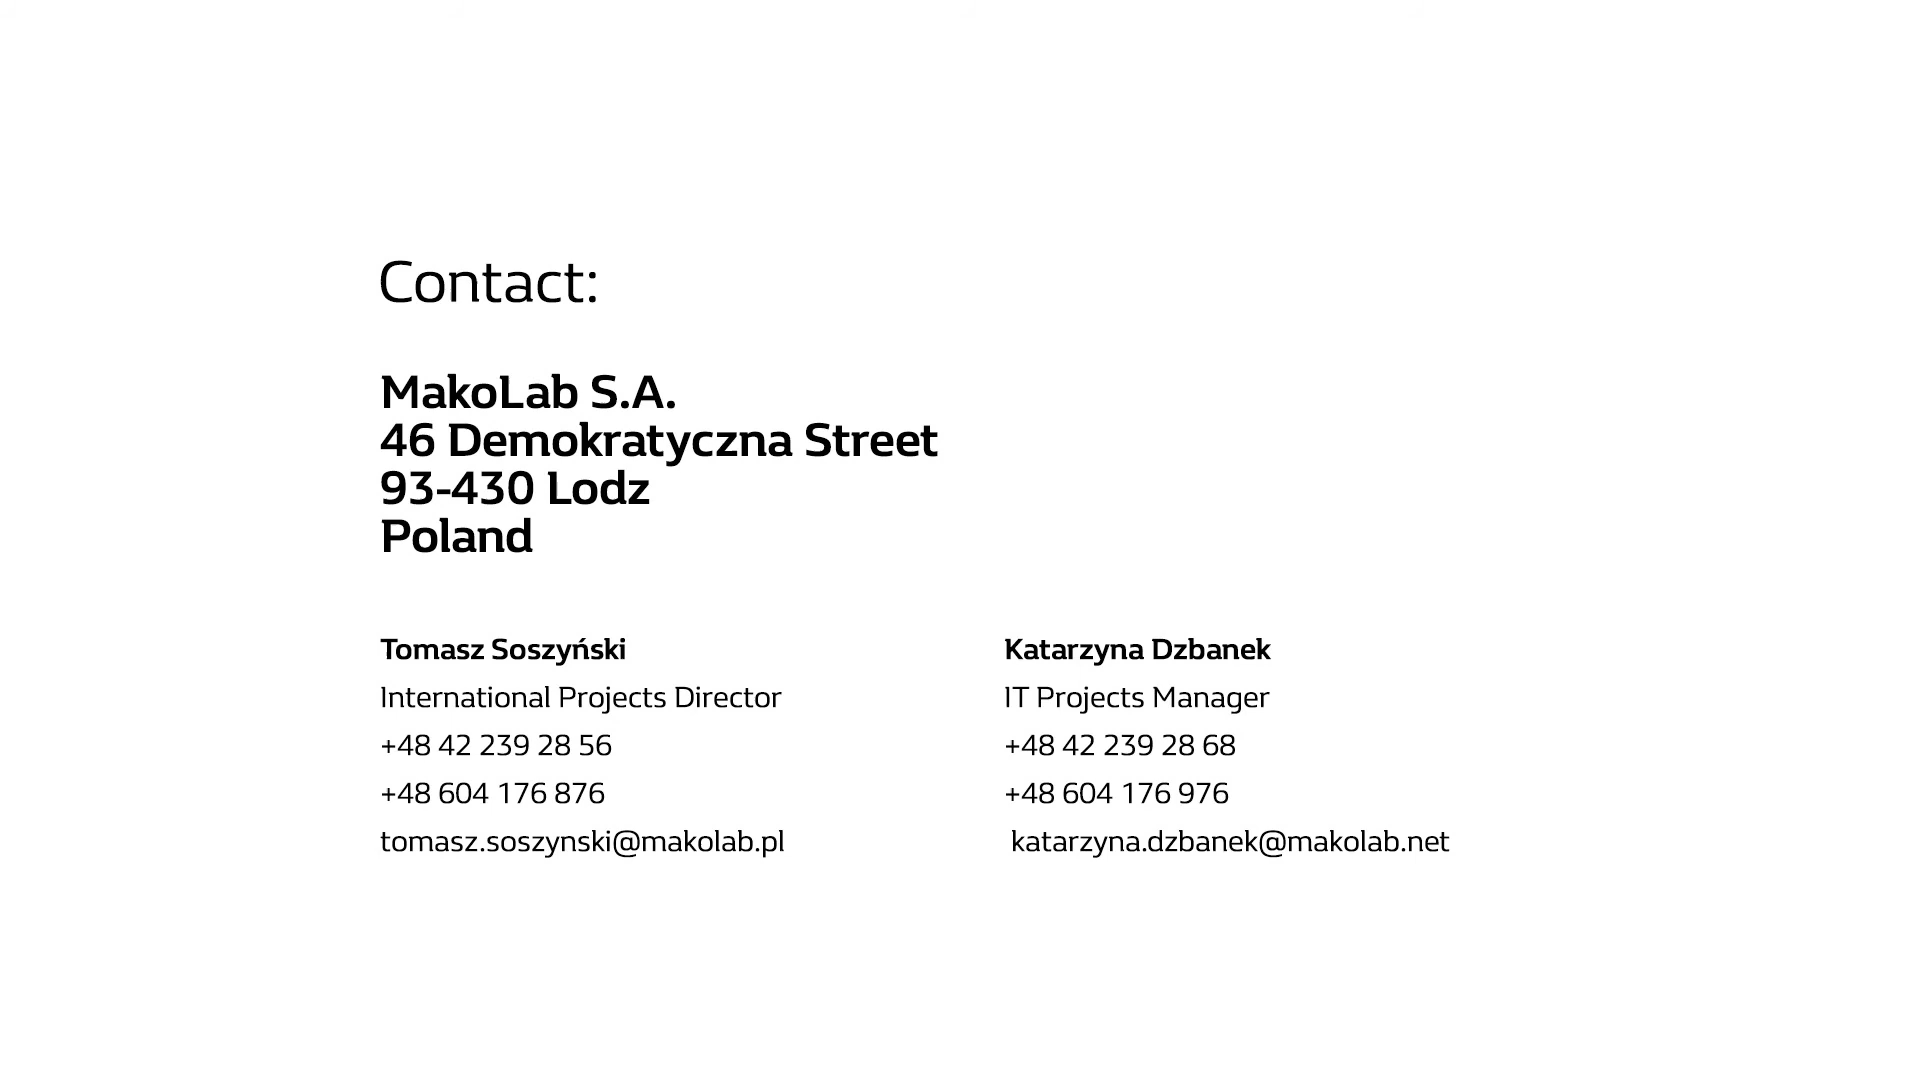 Contact:
MakoLab S.A.
46 Demokratyczna Street
93-430 Lodz
Poland
Tomasz Soszyński
International Projects Director
+48 42 239 28 56
+48 604 176 876
tomasz.soszynski@makolab.pl
Katarzyna Dzbanek
IT Projects Manager
+48 42 239 28 68
+48 604 176 976
katarzyna.dzbanek@makolab.net